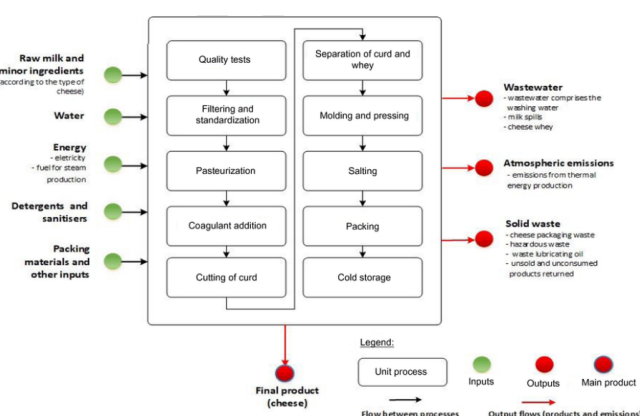 Raw milk and
minor ingredients
(according to the type of
cheese)
Water
Energy
- eletricity
- fuel for steam
production
Detergents and
sanitisers
Packing
materials and
other inputs
Quality tests
Filtering and
standardization
Pasteurization
Coagulant addition
Cutting of curd
Separation of curd and
whey
Molding and pressing
Salting
Packing
Cold storage
Wastewater
- wastewater comprises the
washing water
- milk spills
- cheese whey
Atmospheric emissions
- emissions from thermal
energy production
Solid waste
- cheese packaging waste
- hazardous waste
- waste lubricating oil
- unsold and unconsumed
products returned
Final product
(cheese)
Legend:
Unit process
Inputs
Outputs
Main product
Flow between processes
Output flows (products and emissions)